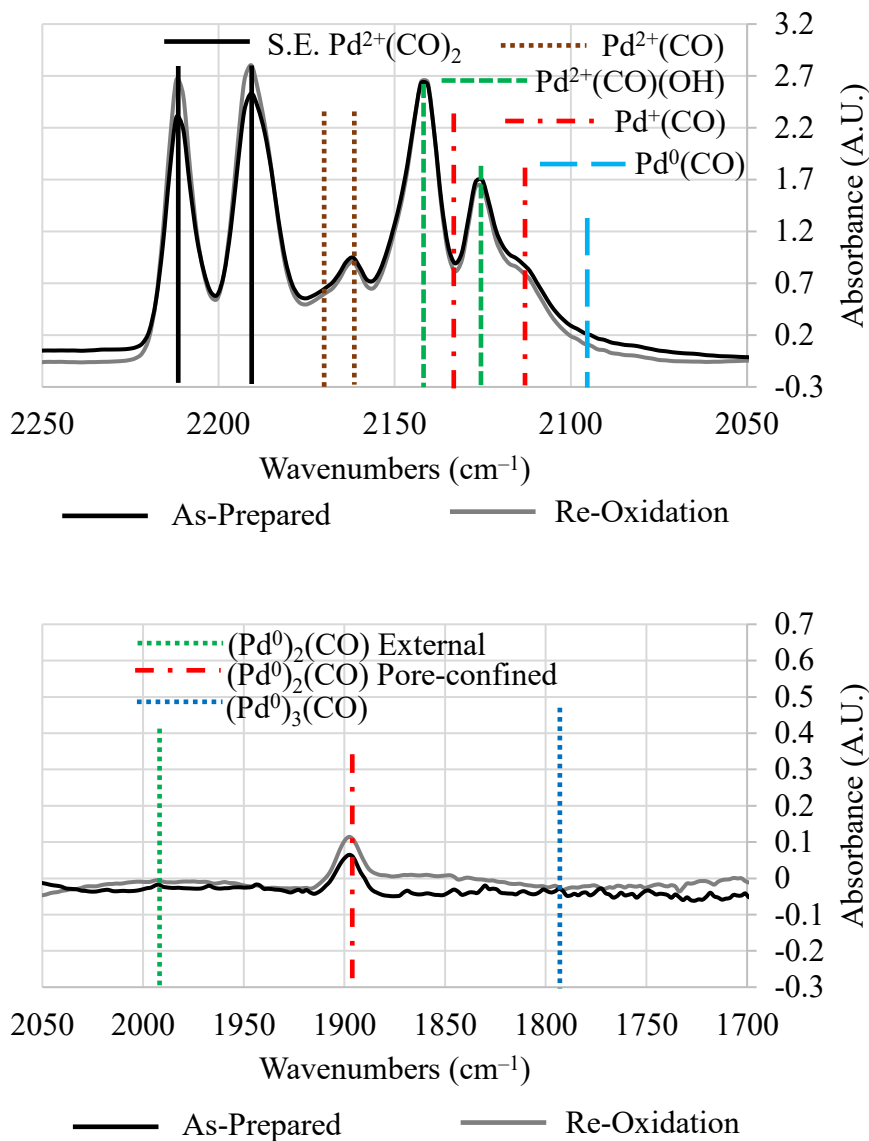 S.E. Pd²⁺(CO)₂
Pd²⁺(CO)
Pd²⁺(CO)(OH)
Pd⁺(CO)
Pd⁰(CO)
3.2
2.7
2.2
1.7
1.2
0.7
0.2
-0.3
Absorbance (A.U.)
2250 2200 2150 2100 2050
Wavenumbers (cm⁻¹)
As-Prepared Re-Oxidation
(Pd⁰)₂(CO) External
(Pd⁰)₂(CO) Pore-confined
(Pd⁰)₃(CO)
0.7
0.6
0.5
0.4
0.3
0.2
0.1
0
-0.1
-0.2
-0.3
Absorbance (A.U.)
2050 2000 1950 1900 1850 1800 1750 1700
Wavenumbers (cm⁻¹)
As-Prepared Re-Oxidation